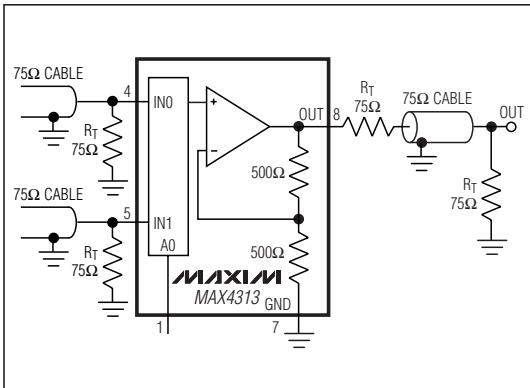 75Ω CABLE
4
IN0
RT
75Ω
75Ω CABLE
5
IN1
RT
75Ω
A0
1
+
−
OUT
8
500Ω
500Ω
MAXIM
MAX4313
GND
7
RT
75Ω
75Ω CABLE
OUT
RT
75Ω